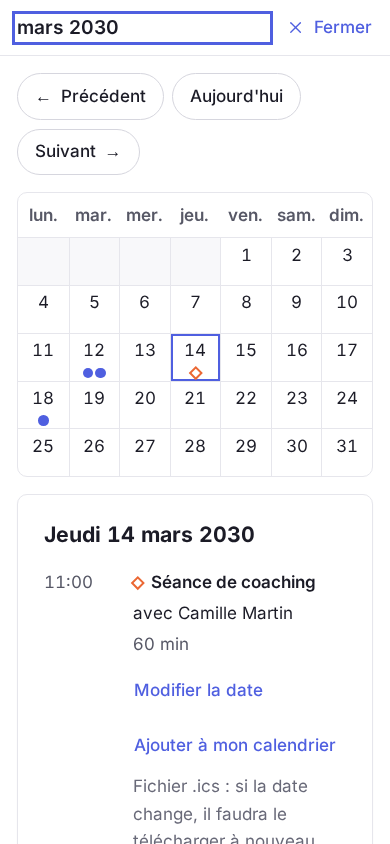 mars 2030
Fermer
← Précédent
Aujourd'hui
Suivant →
lun. mar. mer. jeu. ven. sam. dim.
1 2 3
4 5 6 7 8 9 10
11 12 13 14 15 16 17
18 19 20 21 22 23 24
25 26 27 28 29 30 31
Jeudi 14 mars 2030
11:00 Séance de coaching
avec Camille Martin
60 min
Modifier la date
Ajouter à mon calendrier
Fichier .ics : si la date
change, il faudra le
télécharger à nouveau